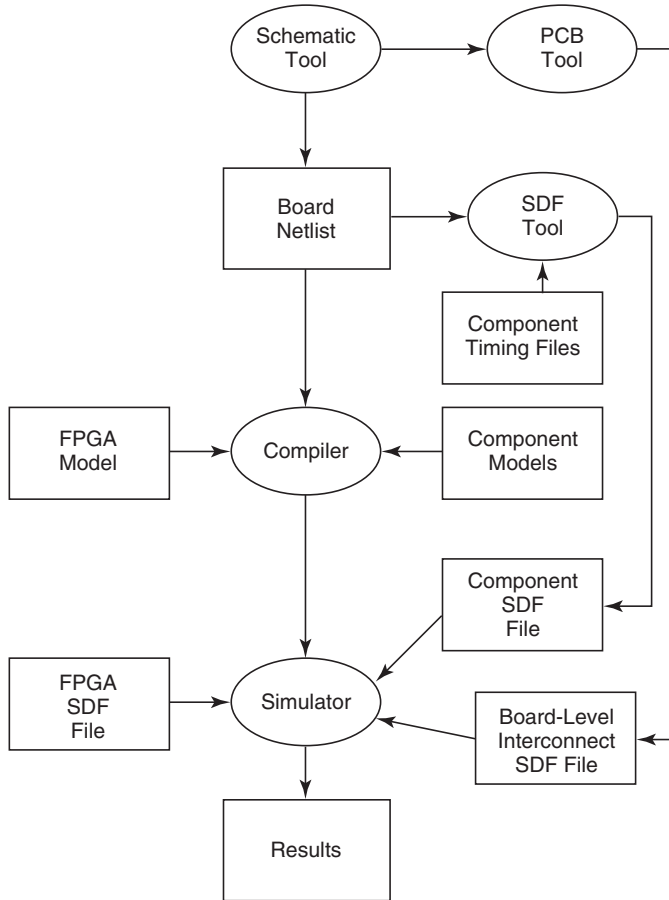 Schematic
Tool
PCB
Tool
Board
Netlist
SDF
Tool
Component
Timing Files
FPGA
Model
Compiler
Component
Models
Component
SDF
File
FPGA
SDF
File
Simulator
Board-Level
Interconnect
SDF File
Results